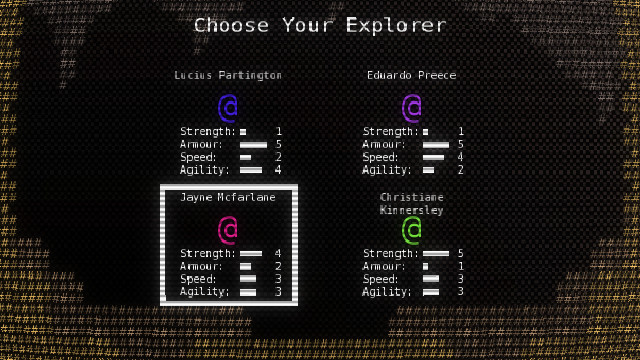 Choose Your Explorer
Lucius Partington
@
Strength: 1
Armour: 5
Speed: 2
Agility: 4
Eduardo Preece
@
Strength: 1
Armour: 5
Speed: 4
Agility: 2
Jayne Mcfarlane
@
Strength: 4
Armour: 2
Speed: 3
Agility: 3
Christiane
Kinnersley
@
Strength: 5
Armour: 1
Speed: 3
Agility: 3